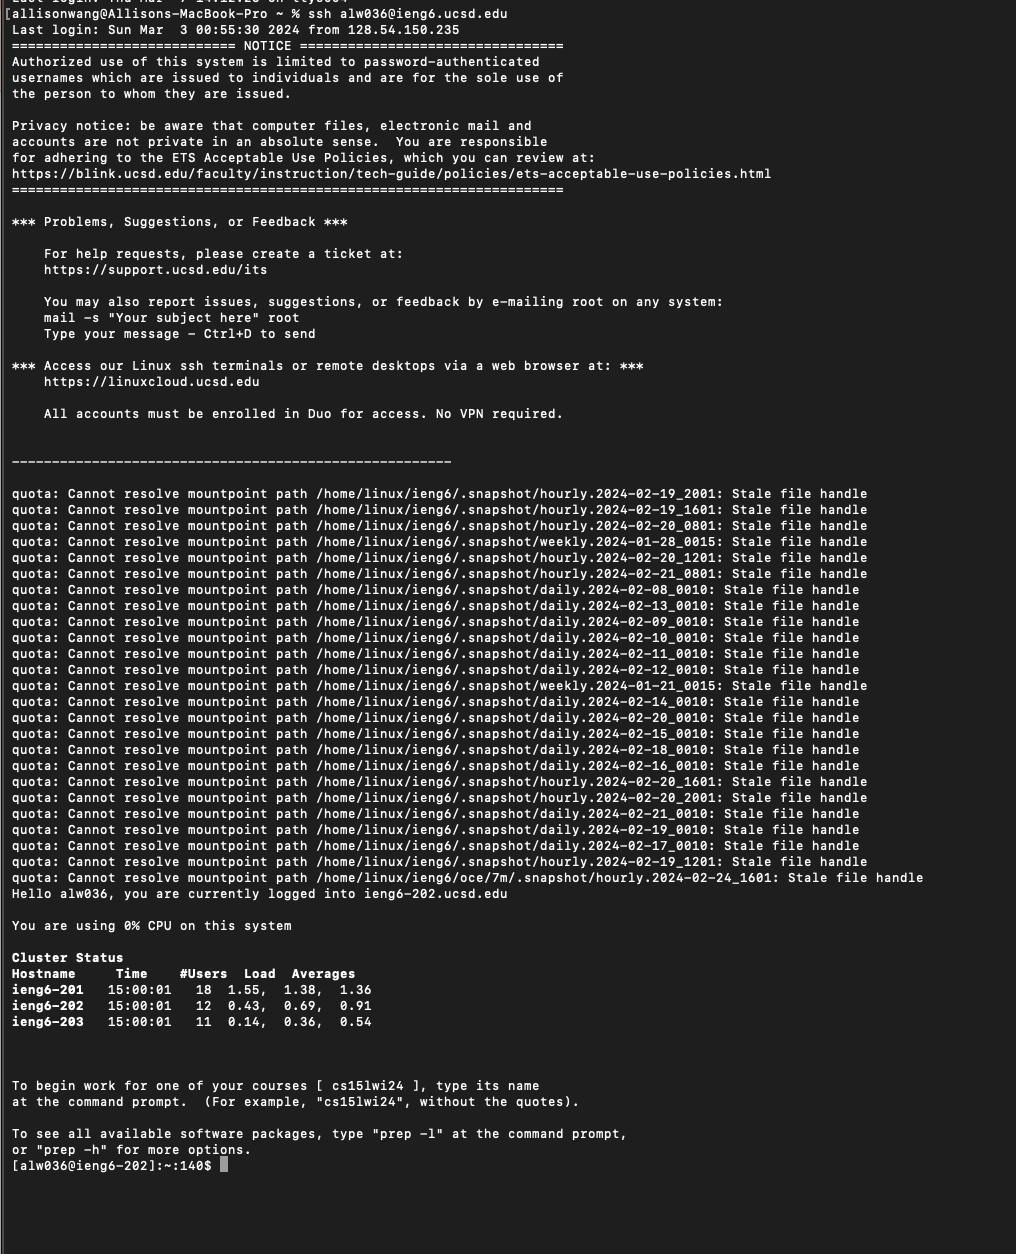 [allisonwang@Allisons-MacBook-Pro ~ % ssh alw036@ieng6.ucsd.edu
Last login: Sun Mar  3 00:55:30 2024 from 128.54.150.235
============================ NOTICE =================================
Authorized use of this system is limited to password-authenticated
usernames which are issued to individuals and are for the sole use of
the person to whom they are issued.

Privacy notice: be aware that computer files, electronic mail and
accounts are not private in an absolute sense.  You are responsible
for adhering to the ETS Acceptable Use Policies, which you can review at:
https://blink.ucsd.edu/faculty/instruction/tech-guide/policies/ets-acceptable-use-policies.html
=====================================================================

*** Problems, Suggestions, or Feedback ***

    For help requests, please create a ticket at:
    https://support.ucsd.edu/its

    You may also report issues, suggestions, or feedback by e-mailing root on any system:
    mail -s "Your subject here" root
    Type your message - Ctrl+D to send

*** Access our Linux ssh terminals or remote desktops via a web browser at: ***
    https://linuxcloud.ucsd.edu

    All accounts must be enrolled in Duo for access. No VPN required.

-------------------------------------------------------

quota: Cannot resolve mountpoint path /home/linux/ieng6/.snapshot/hourly.2024-02-19_2001: Stale file handle
quota: Cannot resolve mountpoint path /home/linux/ieng6/.snapshot/hourly.2024-02-19_1601: Stale file handle
quota: Cannot resolve mountpoint path /home/linux/ieng6/.snapshot/hourly.2024-02-20_0801: Stale file handle
quota: Cannot resolve mountpoint path /home/linux/ieng6/.snapshot/weekly.2024-01-28_0015: Stale file handle
quota: Cannot resolve mountpoint path /home/linux/ieng6/.snapshot/hourly.2024-02-20_1201: Stale file handle
quota: Cannot resolve mountpoint path /home/linux/ieng6/.snapshot/hourly.2024-02-21_0801: Stale file handle
quota: Cannot resolve mountpoint path /home/linux/ieng6/.snapshot/daily.2024-02-08_0010: Stale file handle
quota: Cannot resolve mountpoint path /home/linux/ieng6/.snapshot/daily.2024-02-13_0010: Stale file handle
quota: Cannot resolve mountpoint path /home/linux/ieng6/.snapshot/daily.2024-02-09_0010: Stale file handle
quota: Cannot resolve mountpoint path /home/linux/ieng6/.snapshot/daily.2024-02-10_0010: Stale file handle
quota: Cannot resolve mountpoint path /home/linux/ieng6/.snapshot/daily.2024-02-11_0010: Stale file handle
quota: Cannot resolve mountpoint path /home/linux/ieng6/.snapshot/daily.2024-02-12_0010: Stale file handle
quota: Cannot resolve mountpoint path /home/linux/ieng6/.snapshot/weekly.2024-01-21_0015: Stale file handle
quota: Cannot resolve mountpoint path /home/linux/ieng6/.snapshot/daily.2024-02-14_0010: Stale file handle
quota: Cannot resolve mountpoint path /home/linux/ieng6/.snapshot/daily.2024-02-20_0010: Stale file handle
quota: Cannot resolve mountpoint path /home/linux/ieng6/.snapshot/daily.2024-02-15_0010: Stale file handle
quota: Cannot resolve mountpoint path /home/linux/ieng6/.snapshot/daily.2024-02-18_0010: Stale file handle
quota: Cannot resolve mountpoint path /home/linux/ieng6/.snapshot/daily.2024-02-16_0010: Stale file handle
quota: Cannot resolve mountpoint path /home/linux/ieng6/.snapshot/hourly.2024-02-20_1601: Stale file handle
quota: Cannot resolve mountpoint path /home/linux/ieng6/.snapshot/hourly.2024-02-20_2001: Stale file handle
quota: Cannot resolve mountpoint path /home/linux/ieng6/.snapshot/daily.2024-02-21_0010: Stale file handle
quota: Cannot resolve mountpoint path /home/linux/ieng6/.snapshot/daily.2024-02-19_0010: Stale file handle
quota: Cannot resolve mountpoint path /home/linux/ieng6/.snapshot/daily.2024-02-17_0010: Stale file handle
quota: Cannot resolve mountpoint path /home/linux/ieng6/.snapshot/hourly.2024-02-19_1201: Stale file handle
quota: Cannot resolve mountpoint path /home/linux/ieng6/oce/7m/.snapshot/hourly.2024-02-24_1601: Stale file handle
Hello alw036, you are currently logged into ieng6-202.ucsd.edu

You are using 0% CPU on this system

Cluster Status
Hostname     Time    #Users  Load  Averages
ieng6-201   15:00:01   18  1.55,  1.38,  1.36
ieng6-202   15:00:01   12  0.43,  0.69,  0.91
ieng6-203   15:00:01   11  0.14,  0.36,  0.54

To begin work for one of your courses [ cs15lwi24 ], type its name
at the command prompt.  (For example, "cs15lwi24", without the quotes).

To see all available software packages, type "prep -l" at the command prompt,
or "prep -h" for more options.
[alw036@ieng6-202]:~:140$